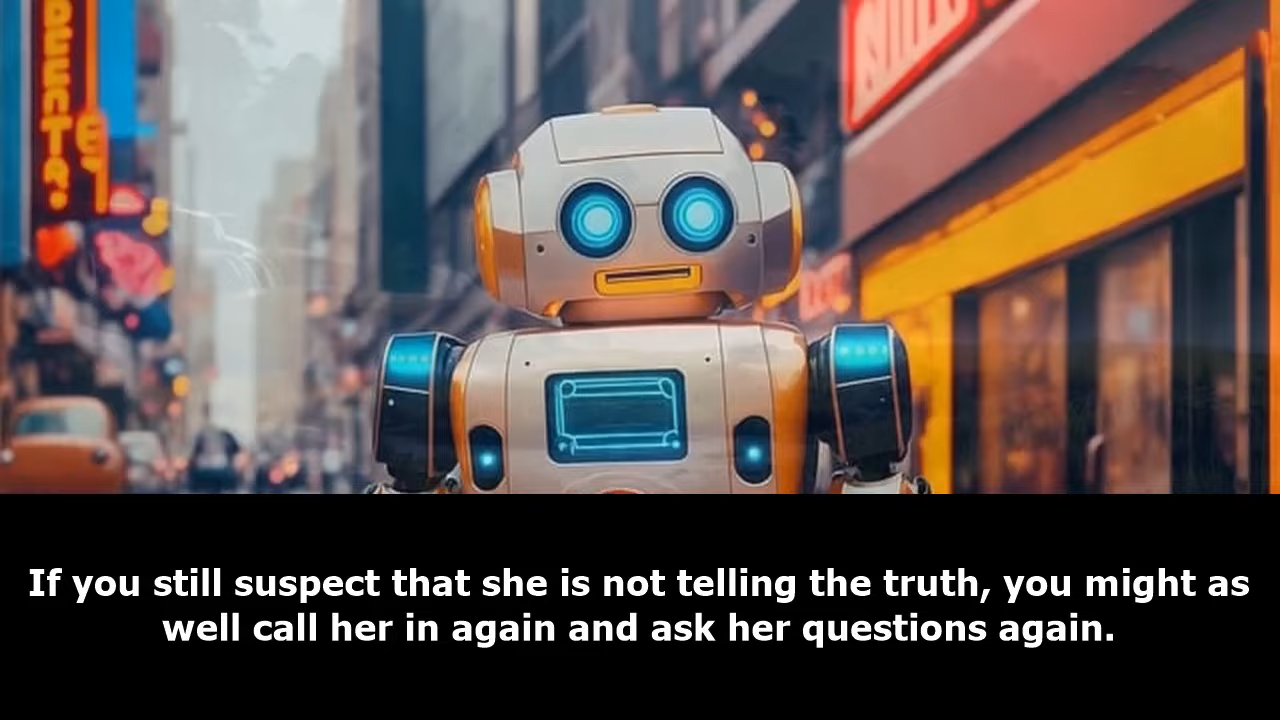 If you still suspect that she is not telling the truth, you might as
well call her in again and ask her questions again.